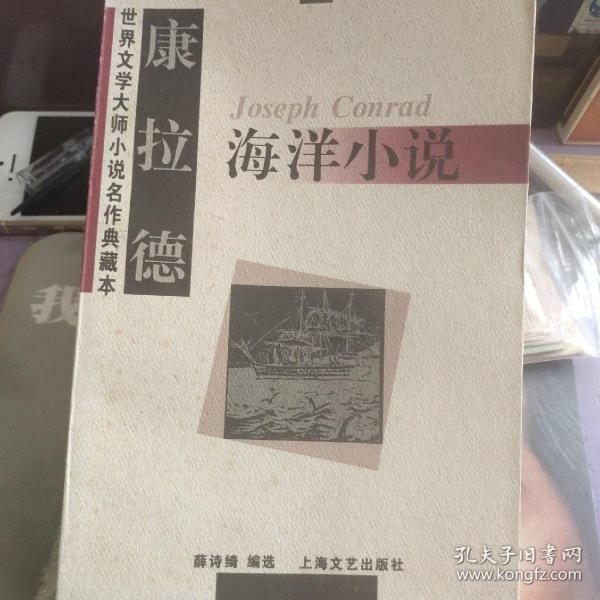 世界文学大师小说名作典藏本
康拉德
Joseph Conrad
海洋小说
薛诗绮 编选 上海文艺出版社
我
孔夫子旧书网
www.kongfz.com